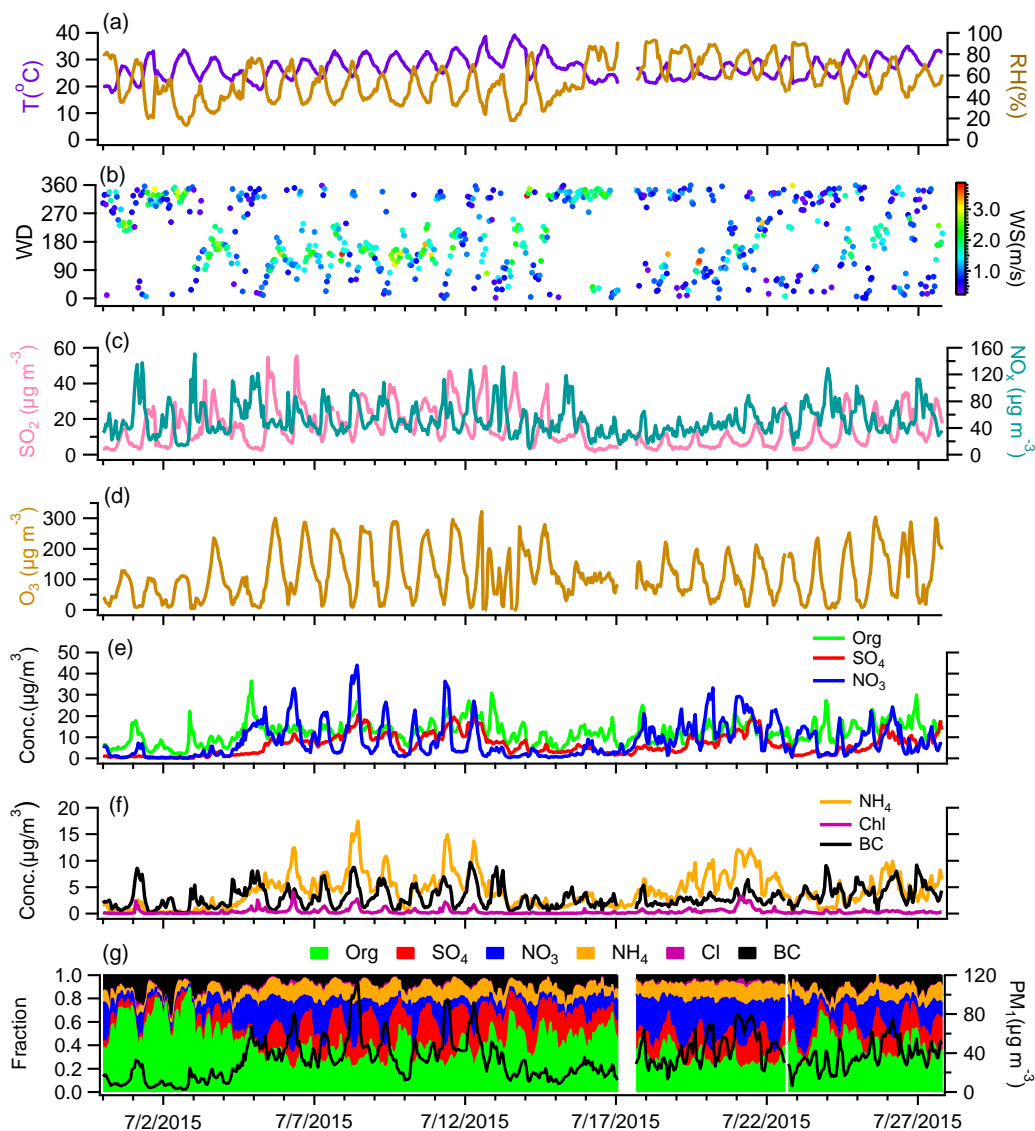 (a)
40
30
20
10
0
T(°C)
100
80
60
40
20
0
RH(%)
(b)
360
270
180
90
0
WD
3.0
2.0
1.0
WS(m/s)
(c)
60
40
20
0
SO₂ (µg m⁻³)
160
120
80
40
0
NOₓ (µg m⁻³)
(d)
300
200
100
0
O₃ (µg m⁻³)
(e)
50
40
30
20
10
0
Conc.(µg/m³)
Org
SO₄
NO₃
(f)
20
15
10
5
0
Conc.(µg/m³)
NH₄
Chl
BC
(g)
Org SO₄ NO₃ NH₄ Cl BC
1.0
0.8
0.6
0.4
0.2
0.0
Fraction
120
80
40
0
PM₁ (µg m⁻³)
7/2/2015 7/7/2015 7/12/2015 7/17/2015 7/22/2015 7/27/2015